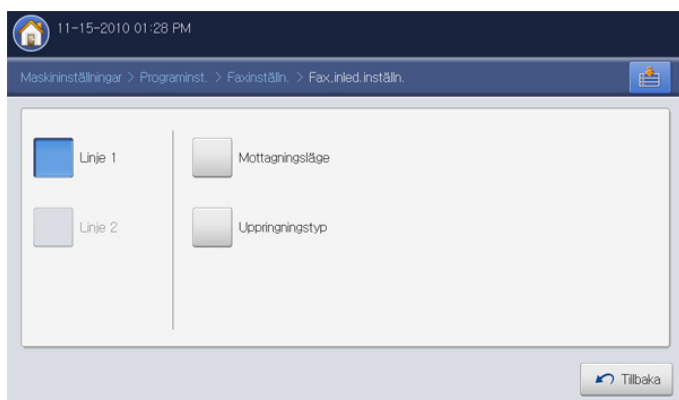 11-15-2010 01:28 PM
Maskininställningar > Programinst. > Faxinställn. > Fax.inled.inställn.
Linje 1
Mottagningsläge
Linje 2
Uppringningstyp
Tillbaka